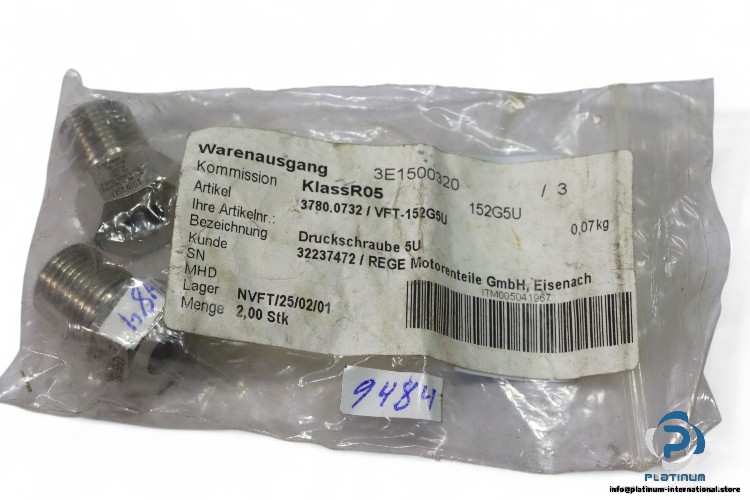 Warenausgang 3E1500320 / 3
Kommission KlassR05 152G5U 0,07kg
Artikel 3780.0732 / VFT-152G5U
Ihre Artikelnr.:
Bezeichnung Druckschraube 5U
Kunde 32237472 / REGE Motorenteile GmbH, Eisenach
SN
MHD
Lager NVFT/25/02/01
Menge 2,00 Stk
ITM005041967
9484
PLATINUM
info@platinum-international.store